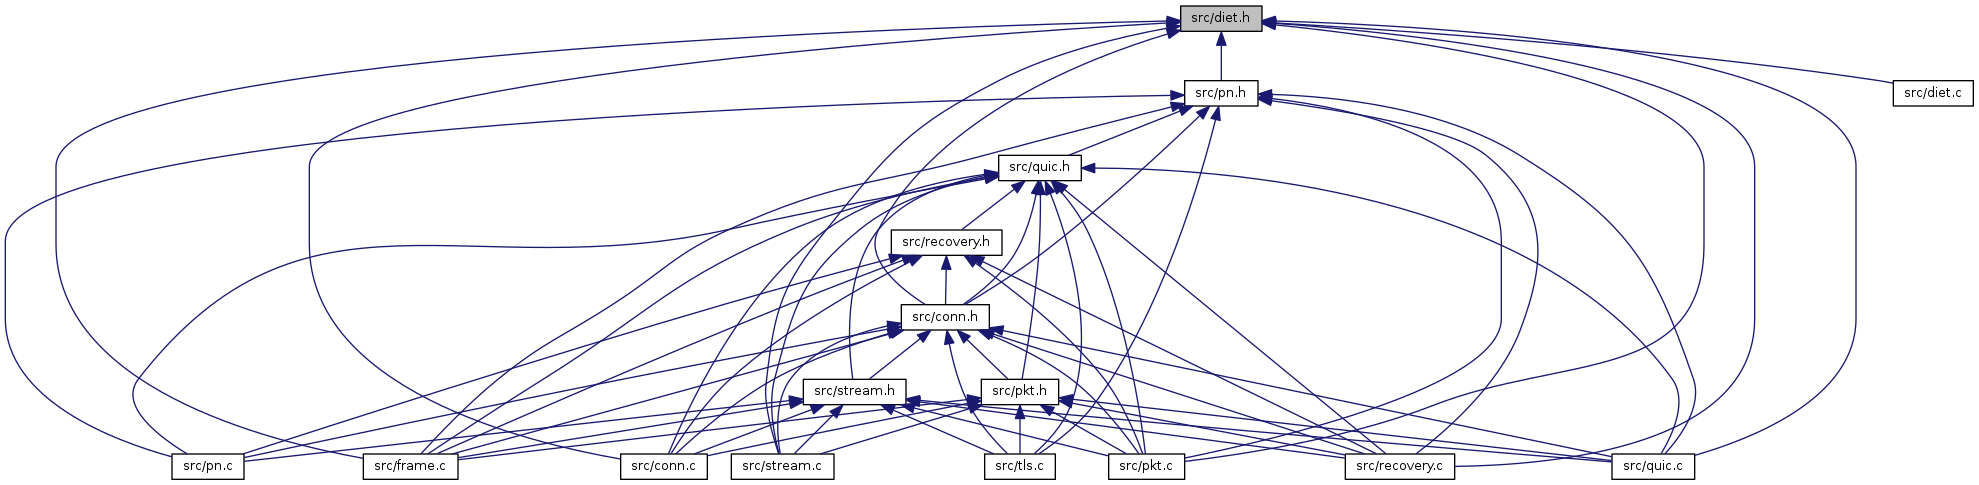 src/diet.h
src/pn.h
src/diet.c
src/quic.h
src/recovery.h
src/conn.h
src/stream.h
src/pkt.h
src/pn.c
src/frame.c
src/conn.c
src/stream.c
src/tls.c
src/pkt.c
src/recovery.c
src/quic.c